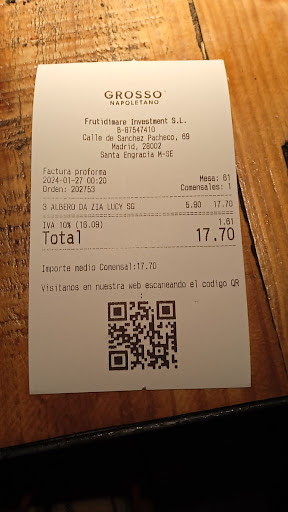 GROSSO
NAPOLETANO
Frutidimare Investment S.L.
B-87547410
Calle de Sanchez Pacheco, 69
Madrid, 28002
Santa Engracia M-GE
Factura proforma
2024-01-27 00:20 Mesa: 81
Orden: 202753 Comensales: 1
3 ALBERO DA ZIA LUCY SG 5.90 17.70
IVA 10% (16.09) 1.61
Total 17.70
Importe medio Comensal:17.70
Visitanos en nuestra web escaneando el codigo QR
: